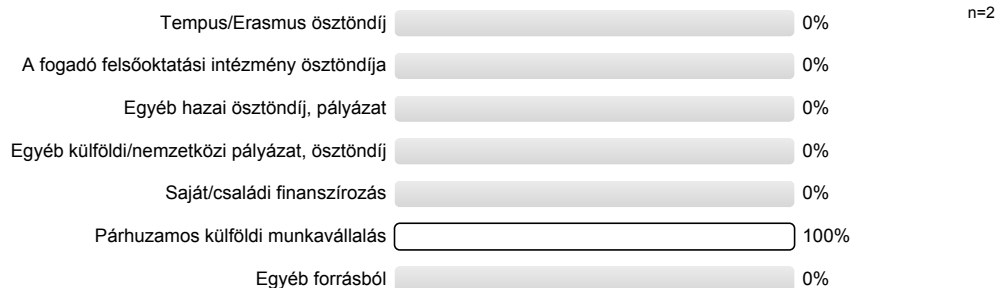 Tempus/Erasmus ösztöndíj 0% n=2
A fogadó felsőoktatási intézmény ösztöndíja 0%
Egyéb hazai ösztöndíj, pályázat 0%
Egyéb külföldi/nemzetközi pályázat, ösztöndíj 0%
Saját/családi finanszírozás 0%
Párhuzamos külföldi munkavállalás 100%
Egyéb forrásból 0%